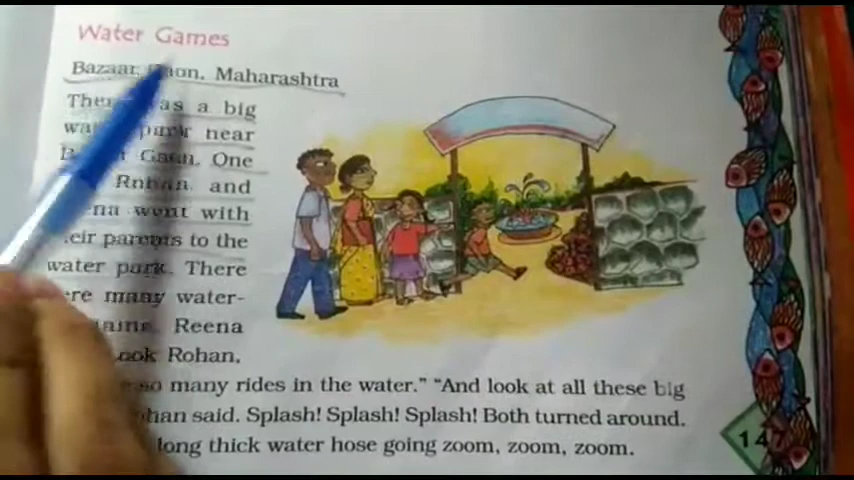 Water Games
Bazaar Gaon, Maharashtra
There was a big
water park near
Gaon. One
Rohan and
went with
their parents to the
water park. There
many water-
Reena
Look Rohan,
so many rides in the water." "And look at all these big
Rohan said. Splash! Splash! Splash! Both turned around.
long thick water hose going zoom, zoom, zoom.
147